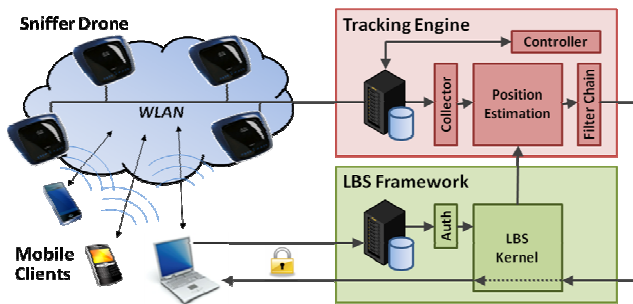 Sniffer Drone
WLAN
Mobile
Clients
Tracking Engine
Controller
Collector
Position
Estimation
Filter Chain
LBS Framework
Auth
LBS
Kernel